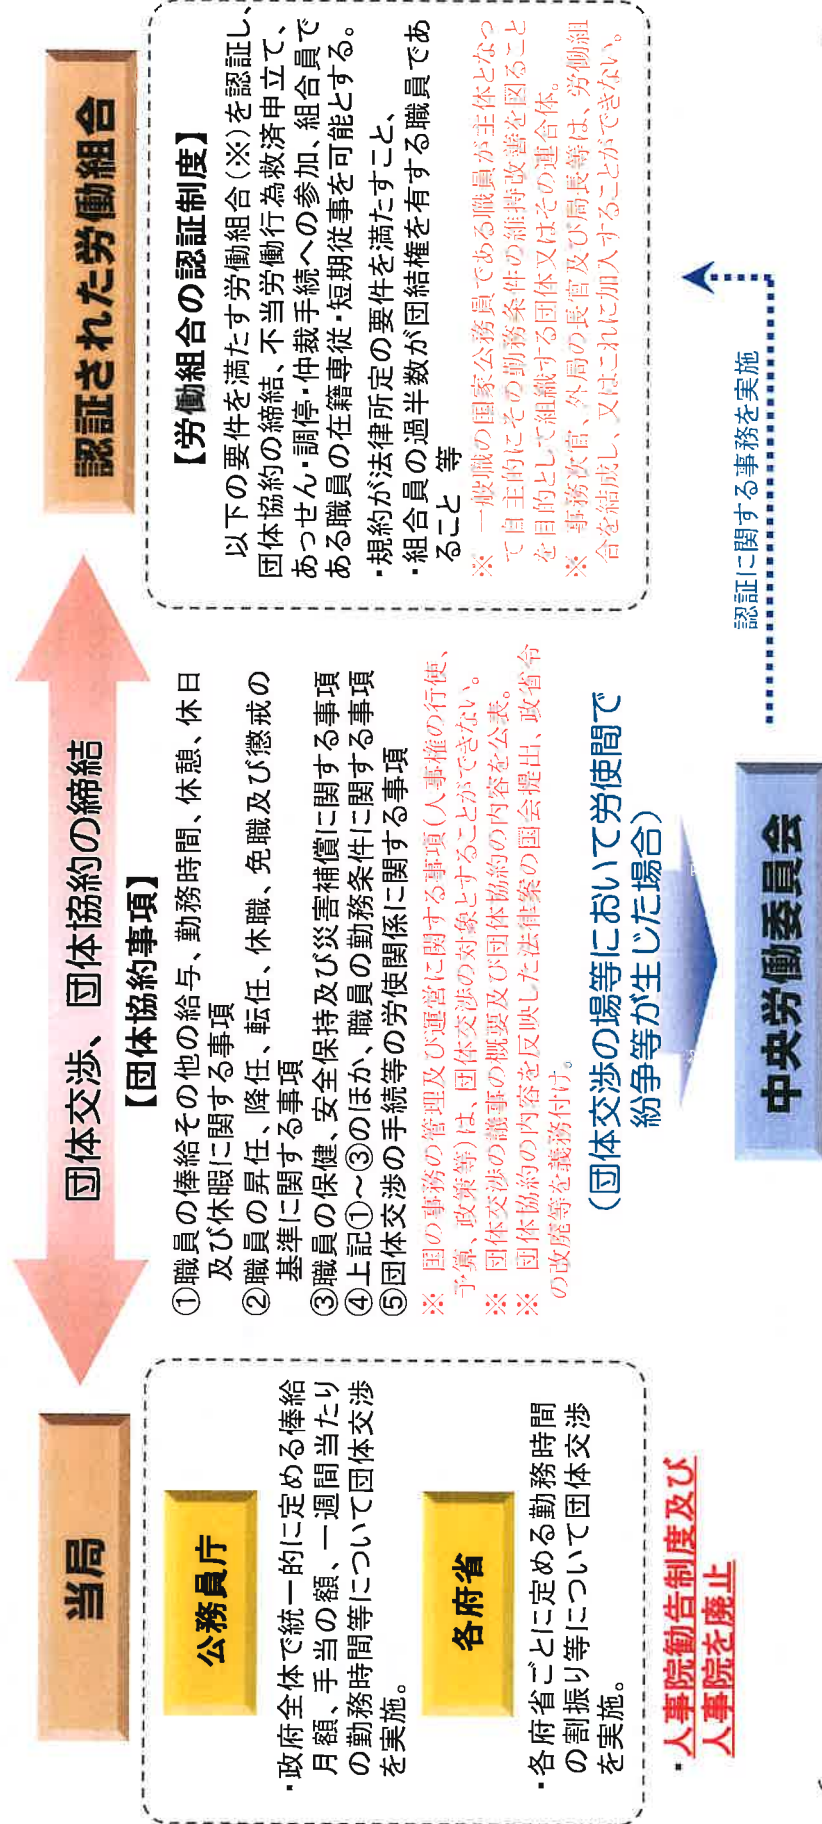 当局
公務員庁
・政府全体で統一的に定める俸給
月額、手当の額、一週間当たり
の勤務時間等について団体交渉
を実施。
各府省
・各府省ごとに定める勤務時間
の割振り等について団体交渉
を実施。
・人事院勧告制度及び
人事院を廃止
団体交渉、団体協約の締結
【団体協約事項】
①職員の俸給その他の給与、勤務時間、休憩、休日
及び休暇に関する事項
②職員の昇任、降任、転任、休職、免職及び懲戒の
基準に関する事項
③職員の保健、安全保持及び災害補償に関する事項
④上記①~③のほか、職員の勤務条件に関する事項
⑤団体交渉の手続等の労使関係に関する事項
※ 国の事務の管理及び運営に関する事項(人事権の行使、
予算、政策等)は、団体交渉の対象とすることができない。
※ 団体交渉の議事の概要及び団体協約の内容を公表。
※ 団体協約の内容を反映した法律案の国会提出、政省令
の改廃等を義務付け。
(団体交渉の場等において労使間で
紛争等が生じた場合)
中央労働委員会
認証に関する事務を実施
認証された労働組合
【労働組合の認証制度】
以下の要件を満たす労働組合(※)を認証し、
団体協約の締結、不当労働行為救済申立て、
あっせん・調停・仲裁手続への参加、組合員で
ある職員の在籍専従・短期従事を可能とする。
・規約が法律所定の要件を満たすこと、
・組合員の過半数が団結権を有する職員であ
ること 等
※ 一般職の国家公務員である職員が主体となっ
て自主的にその勤務条件の維持改善を図ること
を目的として組織する団体又はその連合体。
※ 事務次官、外局の長官及び局長等は、労働組
合を結成し、又はこれに加入することができない。